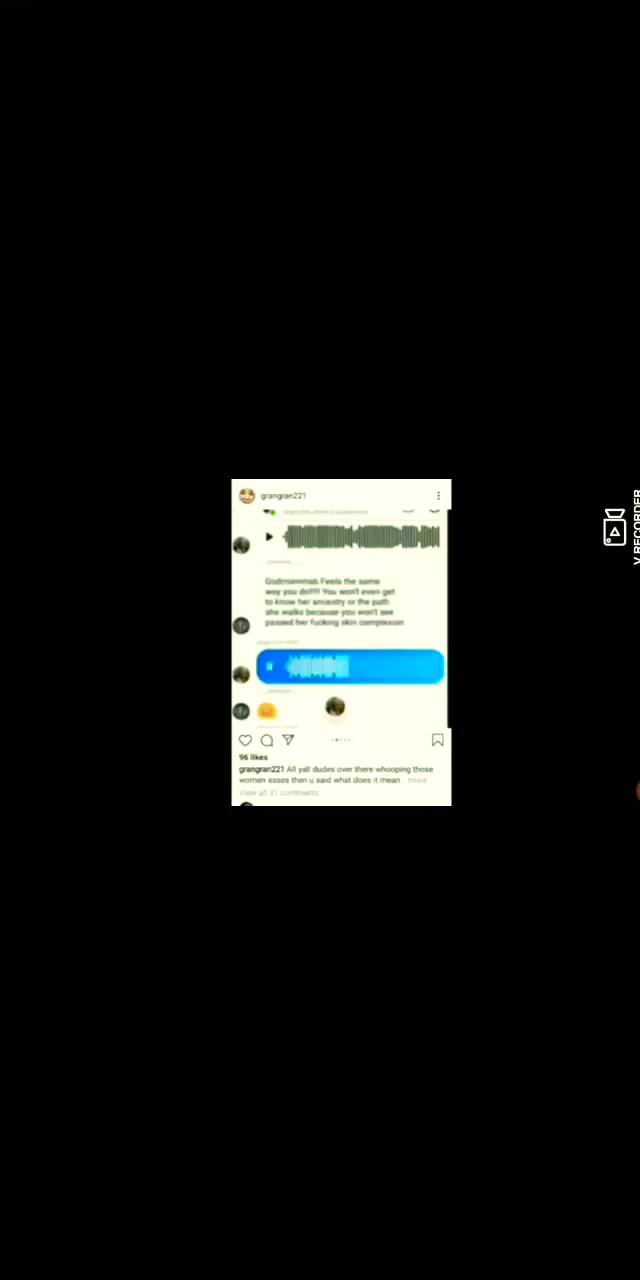 grangran221
Feels the same
way you do!!!!! You won't even get
to know her ancestry or the path
she walks because you won't see
passed her fucking skin complexion
96 likes
grangran221 All yall dudes over there whooping those
women asses then u said what does it mean more
View all 31 comments
V RECORDER